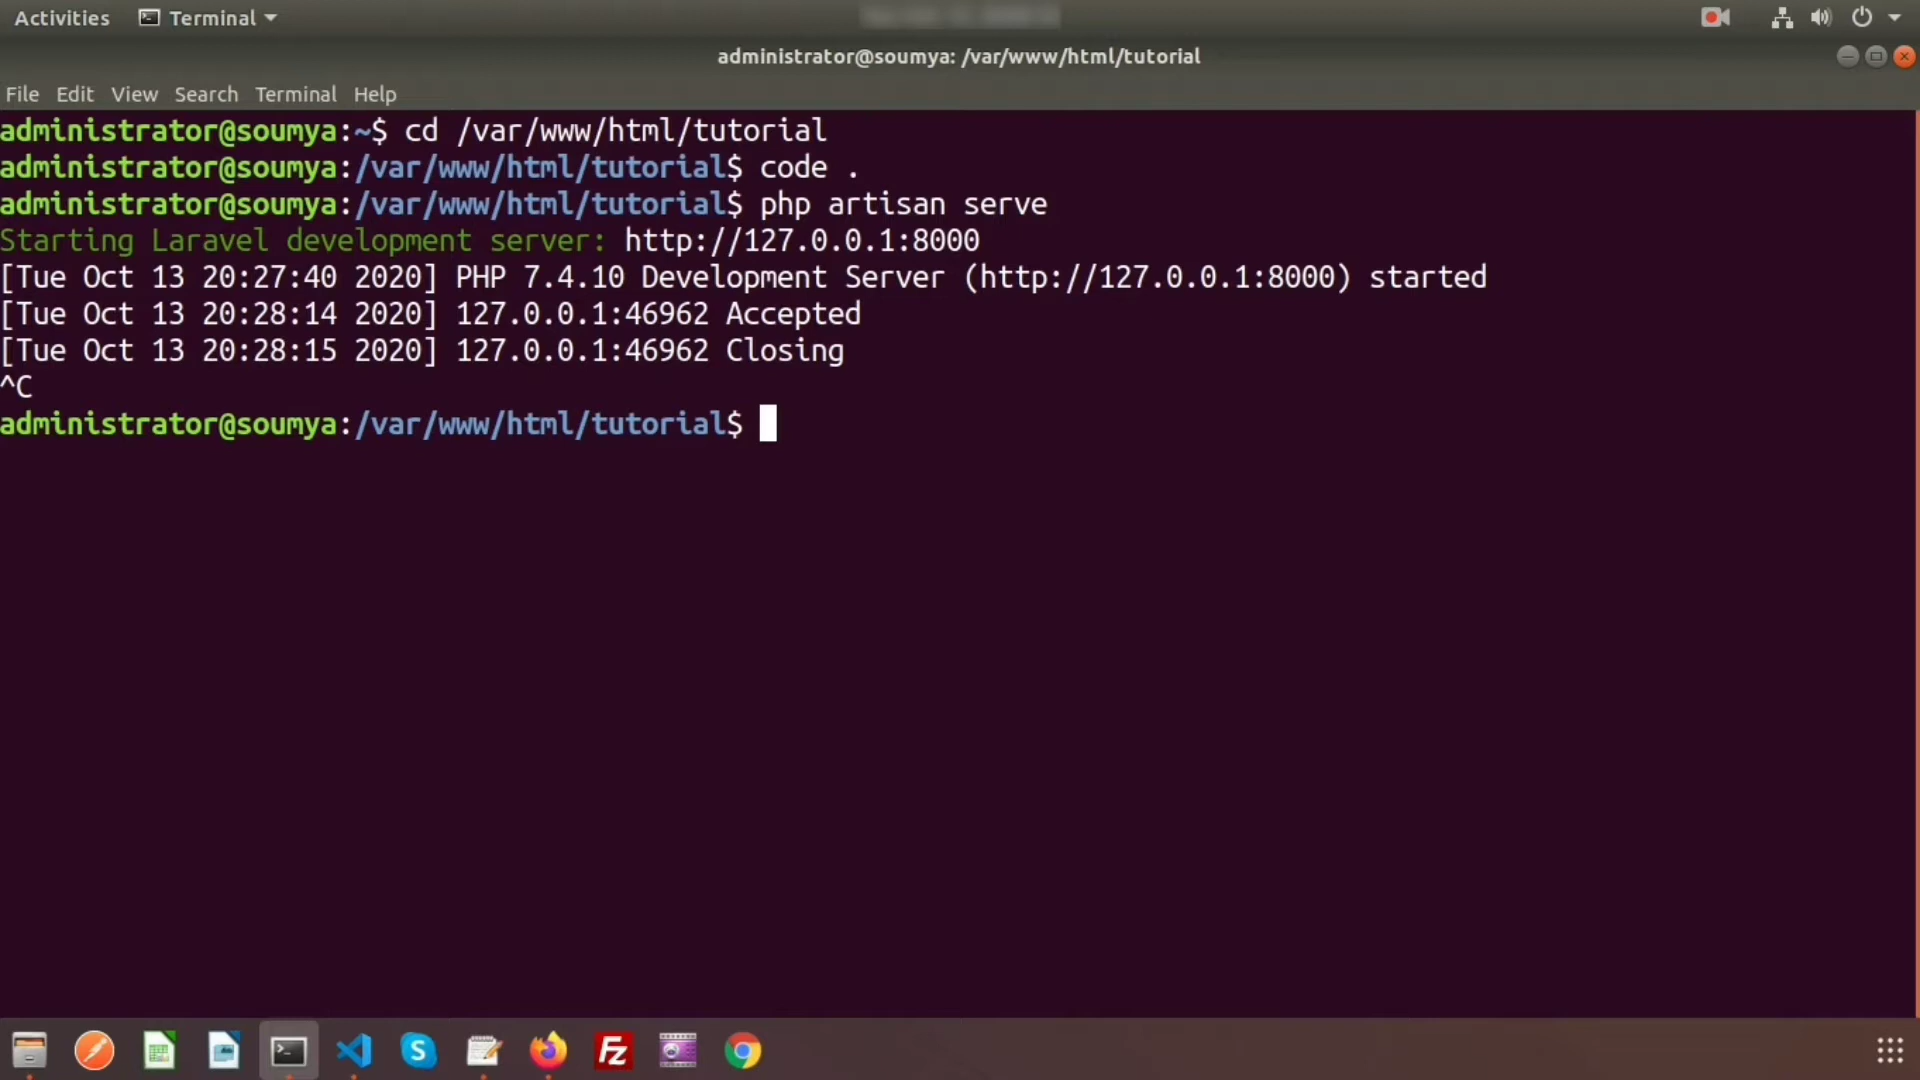 Activities Terminal
administrator@soumya: /var/www/html/tutorial
File Edit View Search Terminal Help
administrator@soumya:~$ cd /var/www/html/tutorial
administrator@soumya:/var/www/html/tutorial$ code .
administrator@soumya:/var/www/html/tutorial$ php artisan serve
Starting Laravel development server: http://127.0.0.1:8000
[Tue Oct 13 20:27:40 2020] PHP 7.4.10 Development Server (http://127.0.0.1:8000) started
[Tue Oct 13 20:28:14 2020] 127.0.0.1:46962 Accepted
[Tue Oct 13 20:28:15 2020] 127.0.0.1:46962 Closing
^C
administrator@soumya:/var/www/html/tutorial$